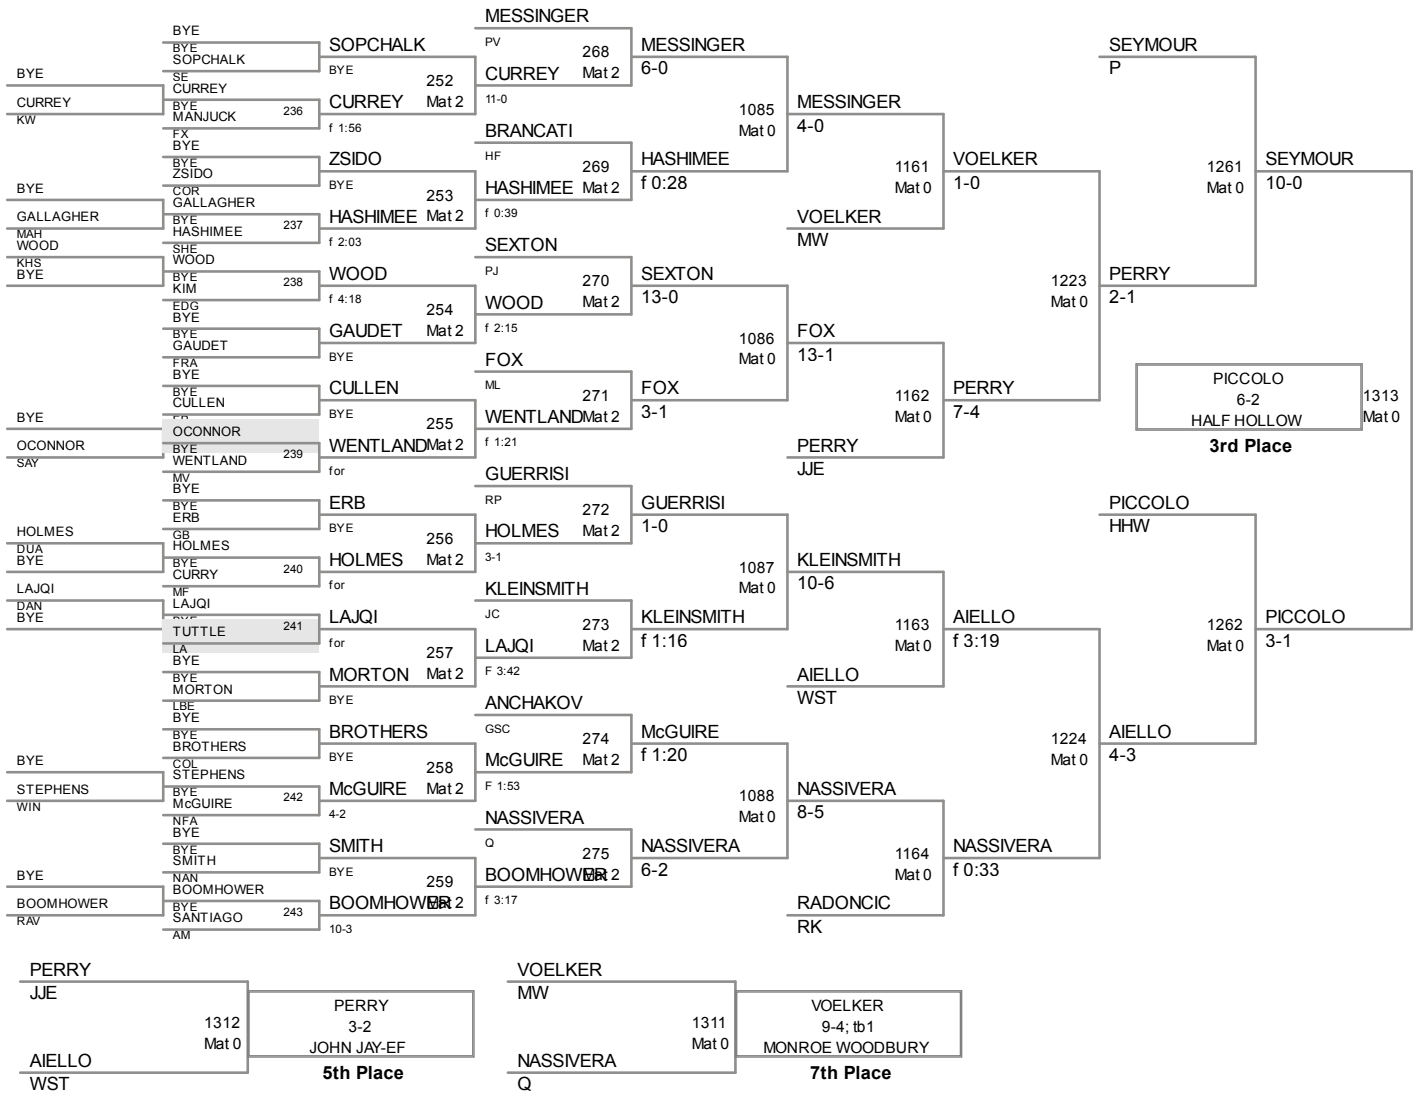 BYE
CURRY
KW
BYE
GALLAGHER
MAH
WOOD
KHS
BYE
BYE
OCONNOR
SAY
HOLMES
DUA
BYE
LAJQI
DAN
BYE
BYE
STEPHENS
WIN
BYE
BOOMHOWER
RAV
BYE
BYE
SOPCHALK
SE
CURREY
BYE
MANJUCK 236
FX
BYE
BYE
ZSIDO
COR
GALLAGHER
BYE
HASHIMEE 237
SHE
WOOD
BYE
KIM 238
EDG
BYE
BYE
GAUDET
FRA
BYE
BYE
CULLEN
OCONNOR
BYE
WENTLAND 239
MV
BYE
BYE
ERB
GB
HOLMES
BYE
CURRY 240
MF
LAJQI
TUTTLE 241
LA
BYE
BYE
MORTON
LBE
BYE
BYE
BROTHERS
COL
STEPHENS
BYE
McGUIRE 242
NFA
BYE
BYE
SMITH
NAN
BOOMHOWER
BYE
SANTIAGO 243
AM
SOPCHALK
BYE
252
CURREY Mat 2
f 1:56
ZSIDO
BYE
253
HASHIMEE Mat 2
f 2:03
WOOD
f 4:18
254
GAUDET Mat 2
BYE
CULLEN
BYE
255
WENTLAND Mat 2
for
ERB
BYE
256
HOLMES Mat 2
for
LAJQI
for
257
MORTON Mat 2
BYE
BROTHERS
BYE
258
McGUIRE Mat 2
4-2
SMITH
BYE
259
BOOMHOWER Mat 2
10-3
MESSINGER
PV
268
CURREY Mat 2
11-0
BRANCATI
HF
269
HASHIMEE Mat 2
f 0:39
SEXTON
PJ
270
WOOD Mat 2
f 2:15
FOX
ML
271
WENTLAND Mat 2
f 1:21
GUERRISI
RP
272
HOLMES Mat 2
3-1
KLEINSMITH
JC
273
LAJQI Mat 2
F 3:42
ANCHAKOV
GSC
274
McGUIRE Mat 2
F 1:53
NASSIVERA
Q
275
BOOMHOWER Mat 2
f 3:17
MESSINGER
6-0
1085
Mat 0
HASHIMEE
f 0:28
SEXTON
13-0
1086
Mat 0
FOX
3-1
GUERRISI
1-0
1087
Mat 0
KLEINSMITH
f 1:16
McGUIRE
f 1:20
1088
Mat 0
NASSIVERA
6-2
MESSINGER
4-0
1161
Mat 0
VOELKER
MW
FOX
13-1
1162
Mat 0
PERRY
JJE
KLEINSMITH
10-6
1163
Mat 0
AIELLO
WST
NASSIVERA
8-5
1164
Mat 0
RADONCIC
RK
VOELKER
1-0
1223
Mat 0
PERRY
7-4
AIELLO
f 3:19
1224
Mat 0
NASSIVERA
f 0:33
SEYMOUR
P
1261
Mat 0
PERRY
2-1
PICCOLO
HHW
1262
Mat 0
AIELLO
4-3
SEYMOUR
10-0
PICCOLO
6-2
HALF HOLLOW
1313
Mat 0
3rd Place
PICCOLO
3-1
PERRY
JJE
1312
Mat 0
AIELLO
WST
PERRY
3-2
JOHN JAY-EF
5th Place
VOELKER
MW
1311
Mat 0
NASSIVERA
Q
VOELKER
9-4; tb1
MONROE WOODBURY
7th Place